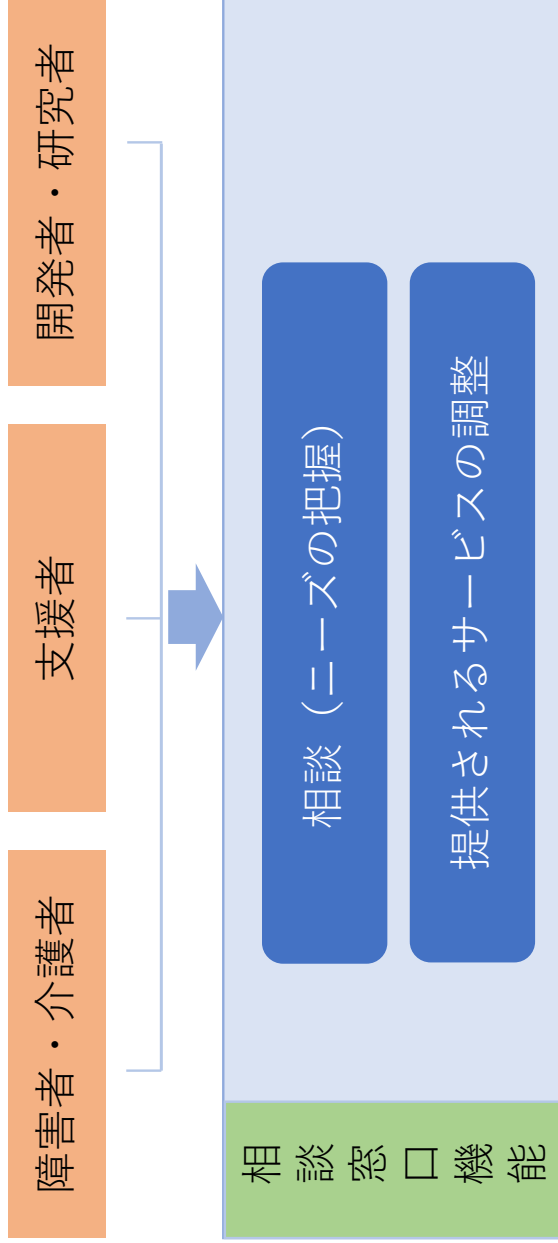 障害者・介護者
支援者
開発者・研究者
相談窓口機能
相談（ニーズの把握）
提供されるサービスの調整